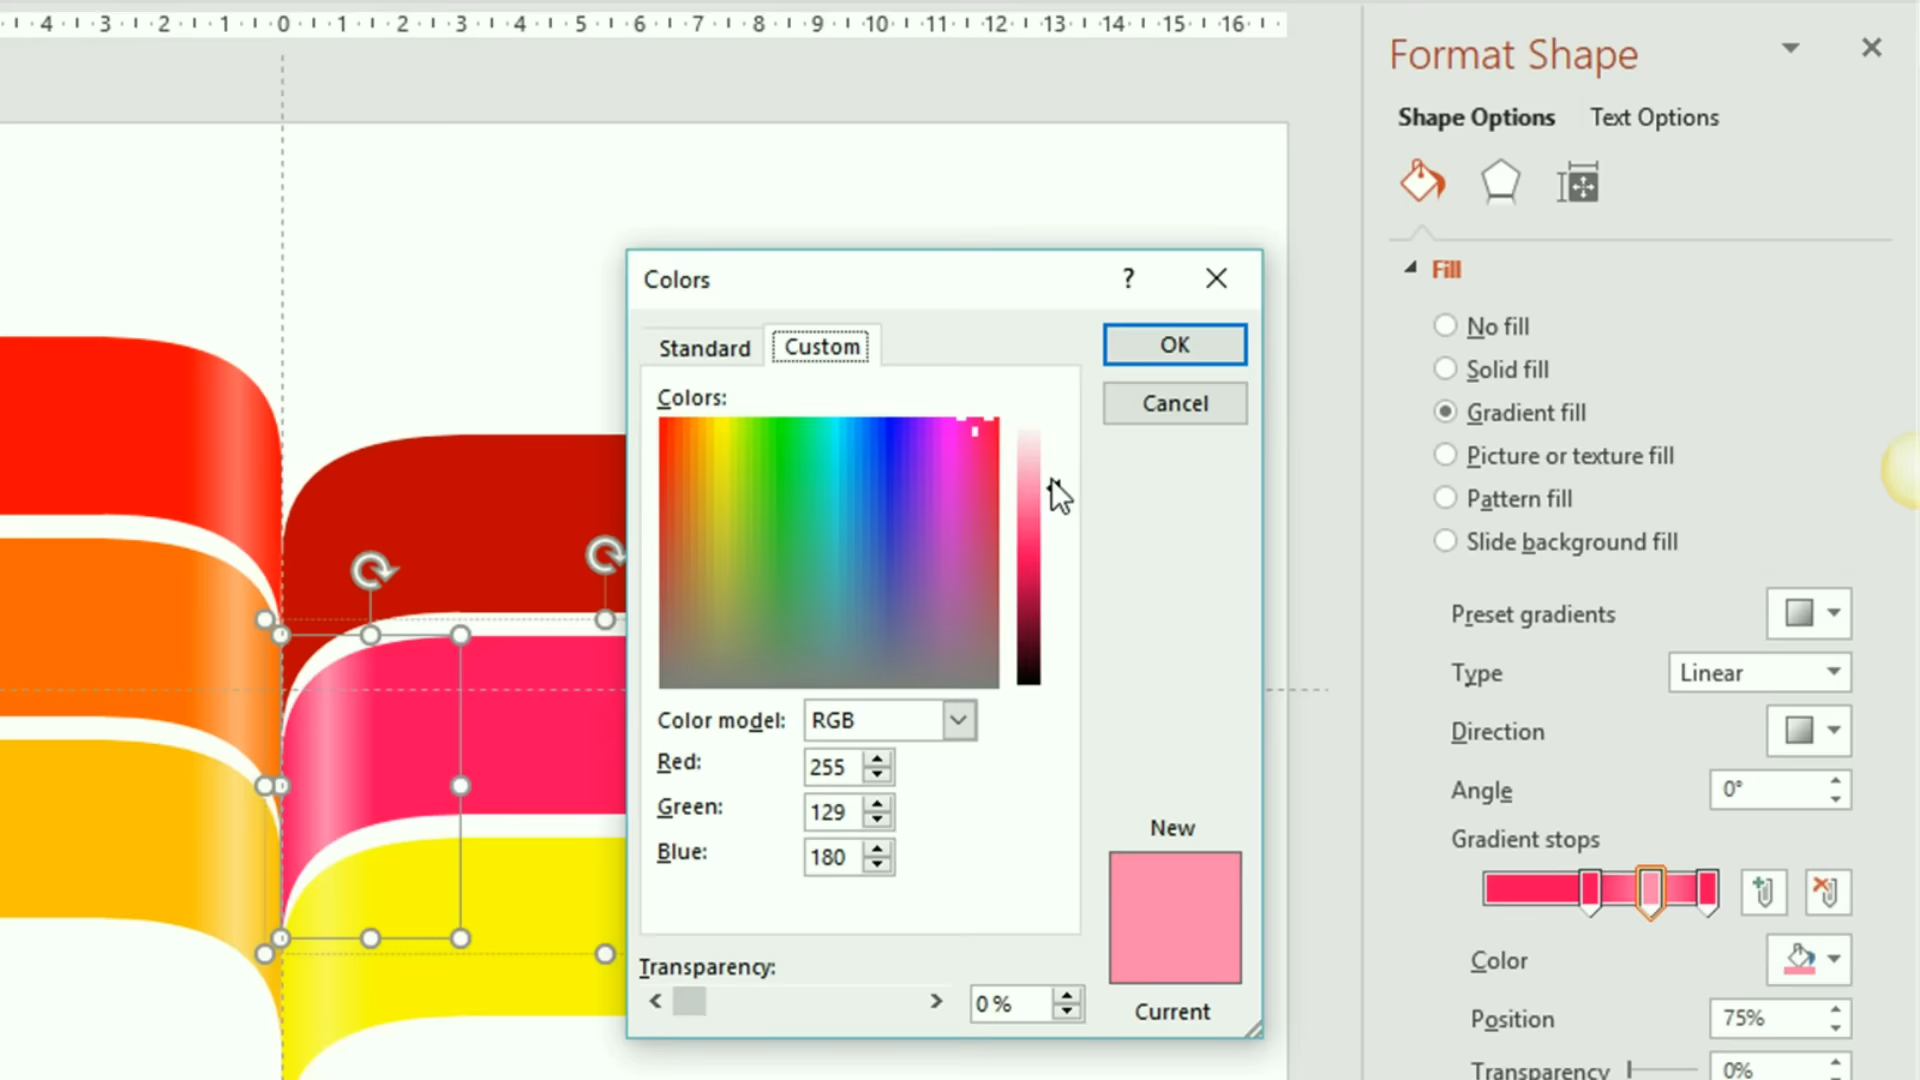 4 3 2 1 0 1 2 3 4 5 6 7 8 9 10 11 12 13 14 15 16
Format Shape
Shape Options Text Options
Fill
No fill
Solid fill
Gradient fill
Picture or texture fill
Pattern fill
Slide background fill
Preset gradients
Type Linear
Direction
Angle 0°
Gradient stops
Color
Position 75%
Transparency 0%
Colors ?
Standard Custom
OK
Cancel
Colors:
Color model: RGB
Red: 255
Green: 129
Blue: 180
New
Current
Transparency:
0 %